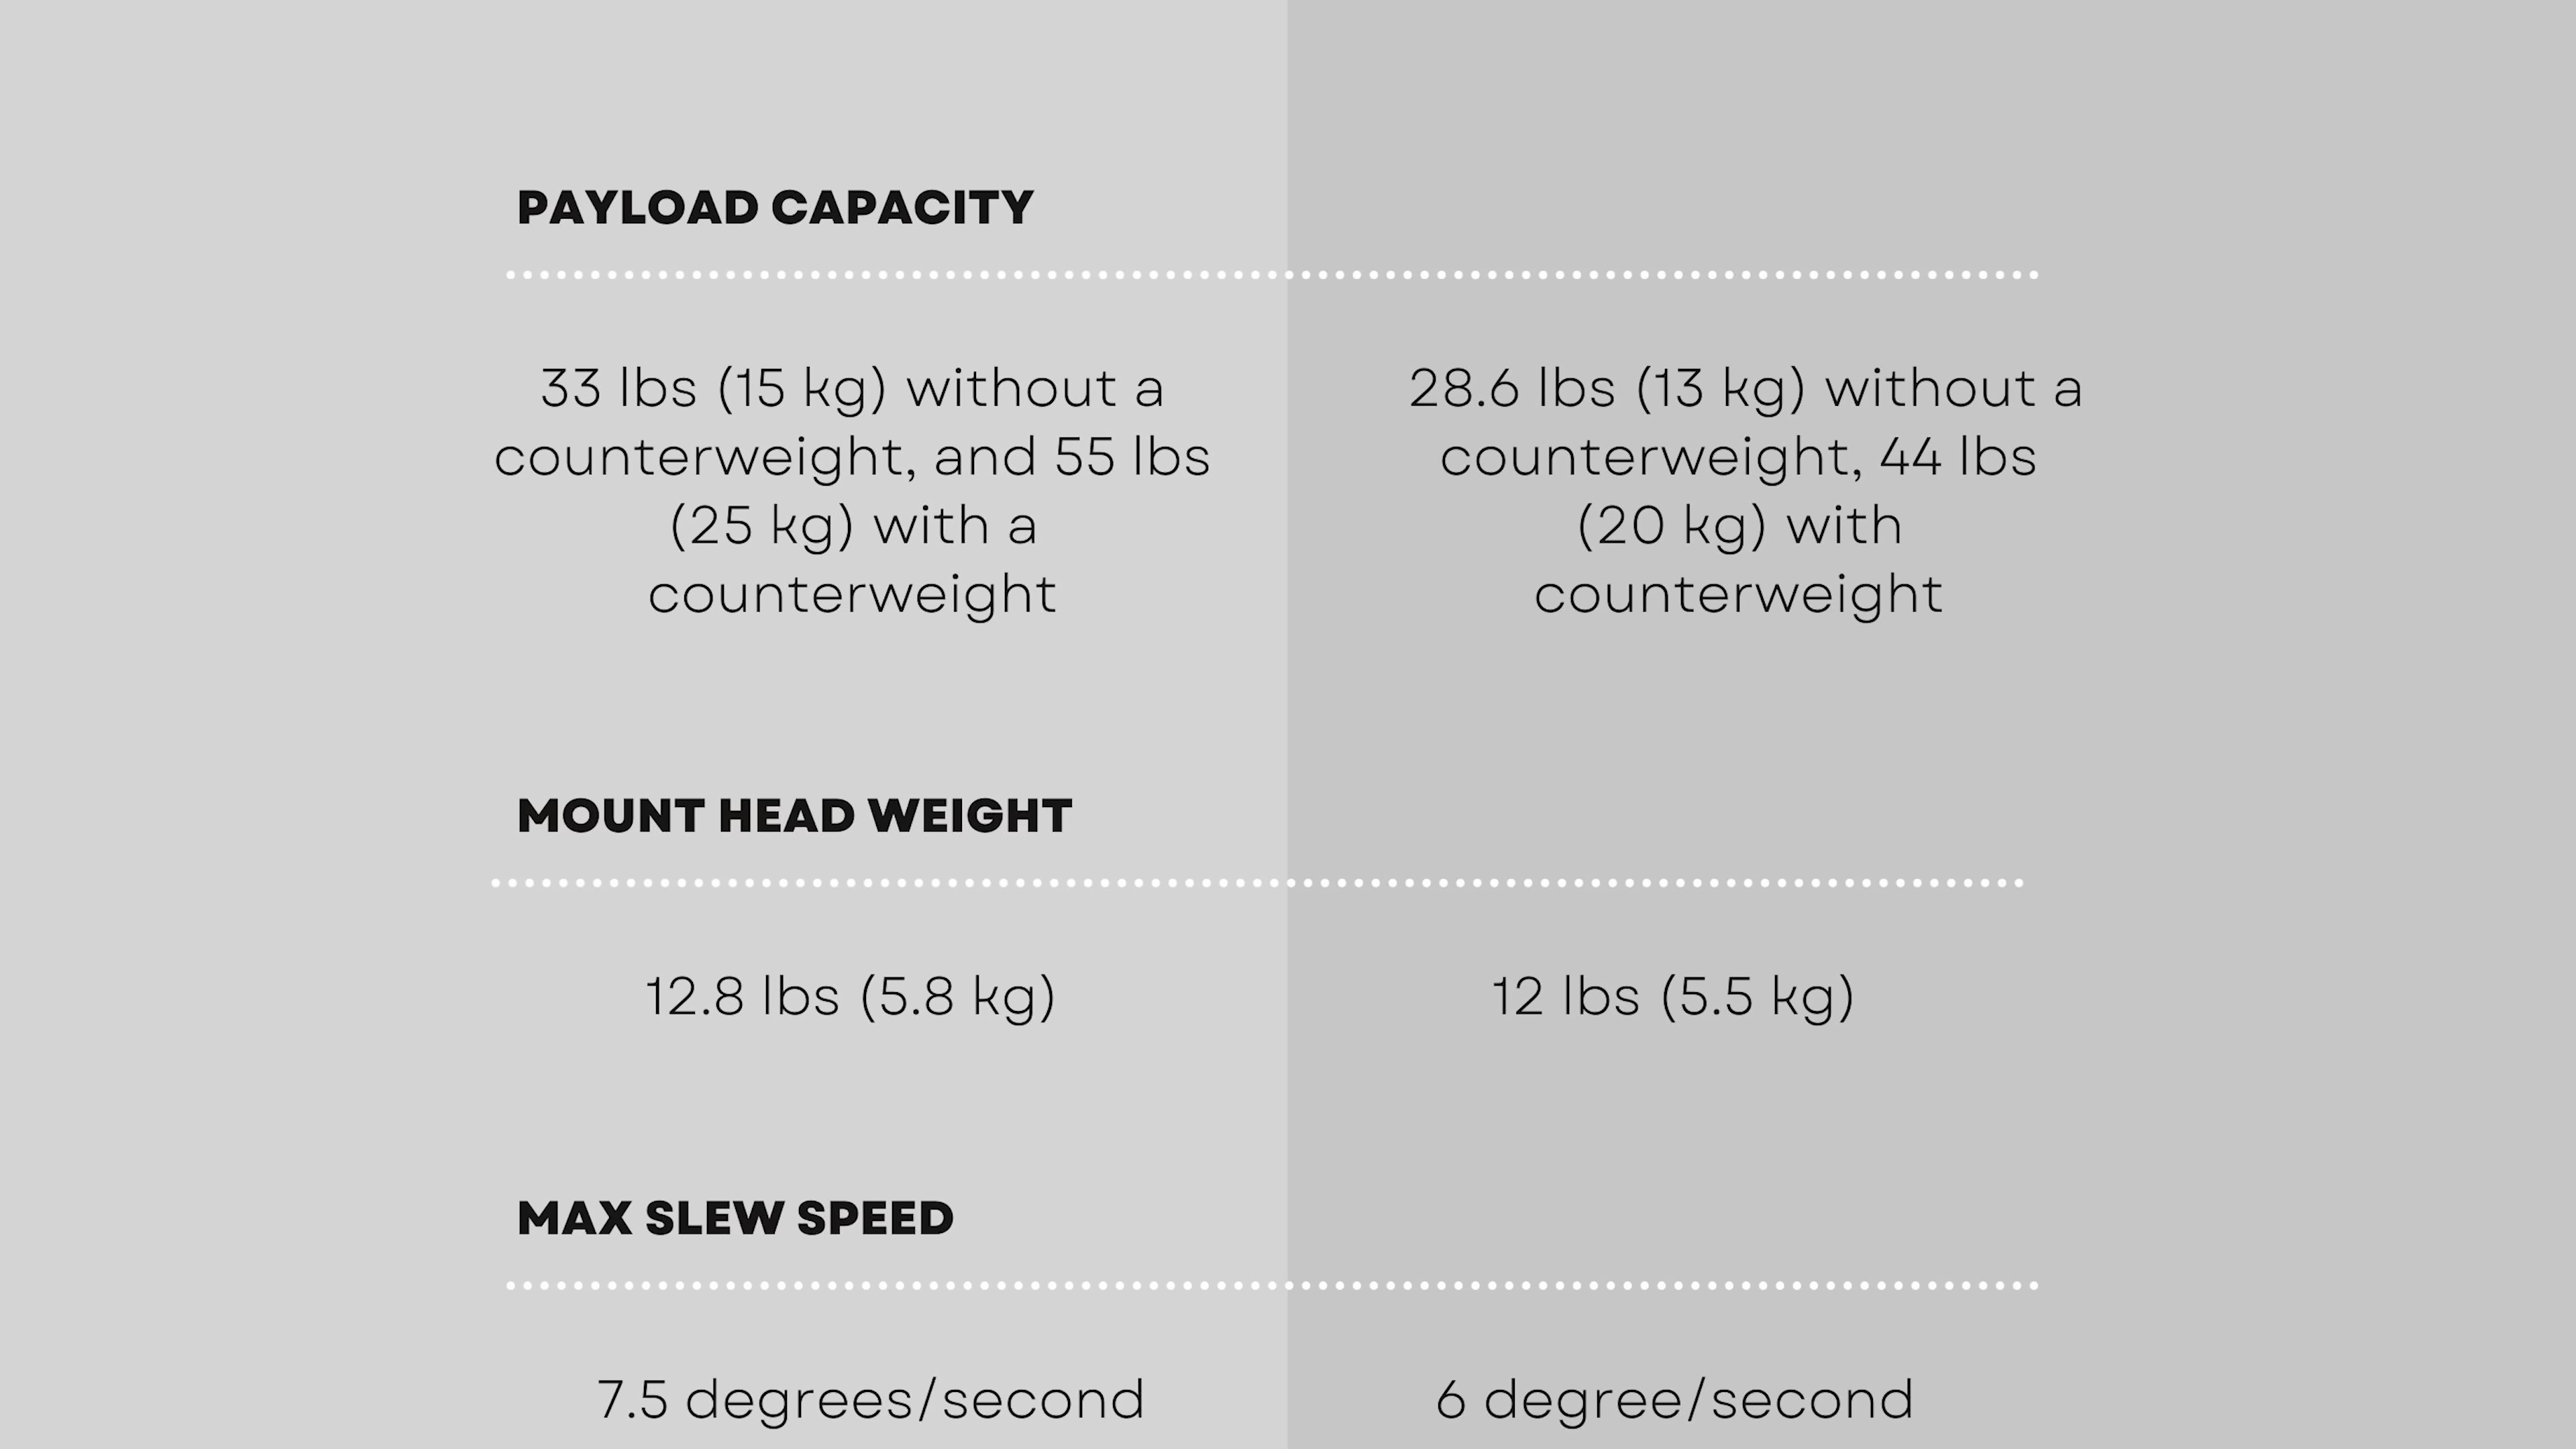 PAYLOAD CAPACITY
33 lbs (15 kg) without a
counterweight, and 55 lbs
(25 kg) with a
counterweight
28.6 lbs (13 kg) without a
counterweight, 44 lbs
(20 kg) with
counterweight
MOUNT HEAD WEIGHT
12.8 lbs (5.8 kg)
12 lbs (5.5 kg)
MAX SLEW SPEED
7.5 degrees/second
6 degree/second